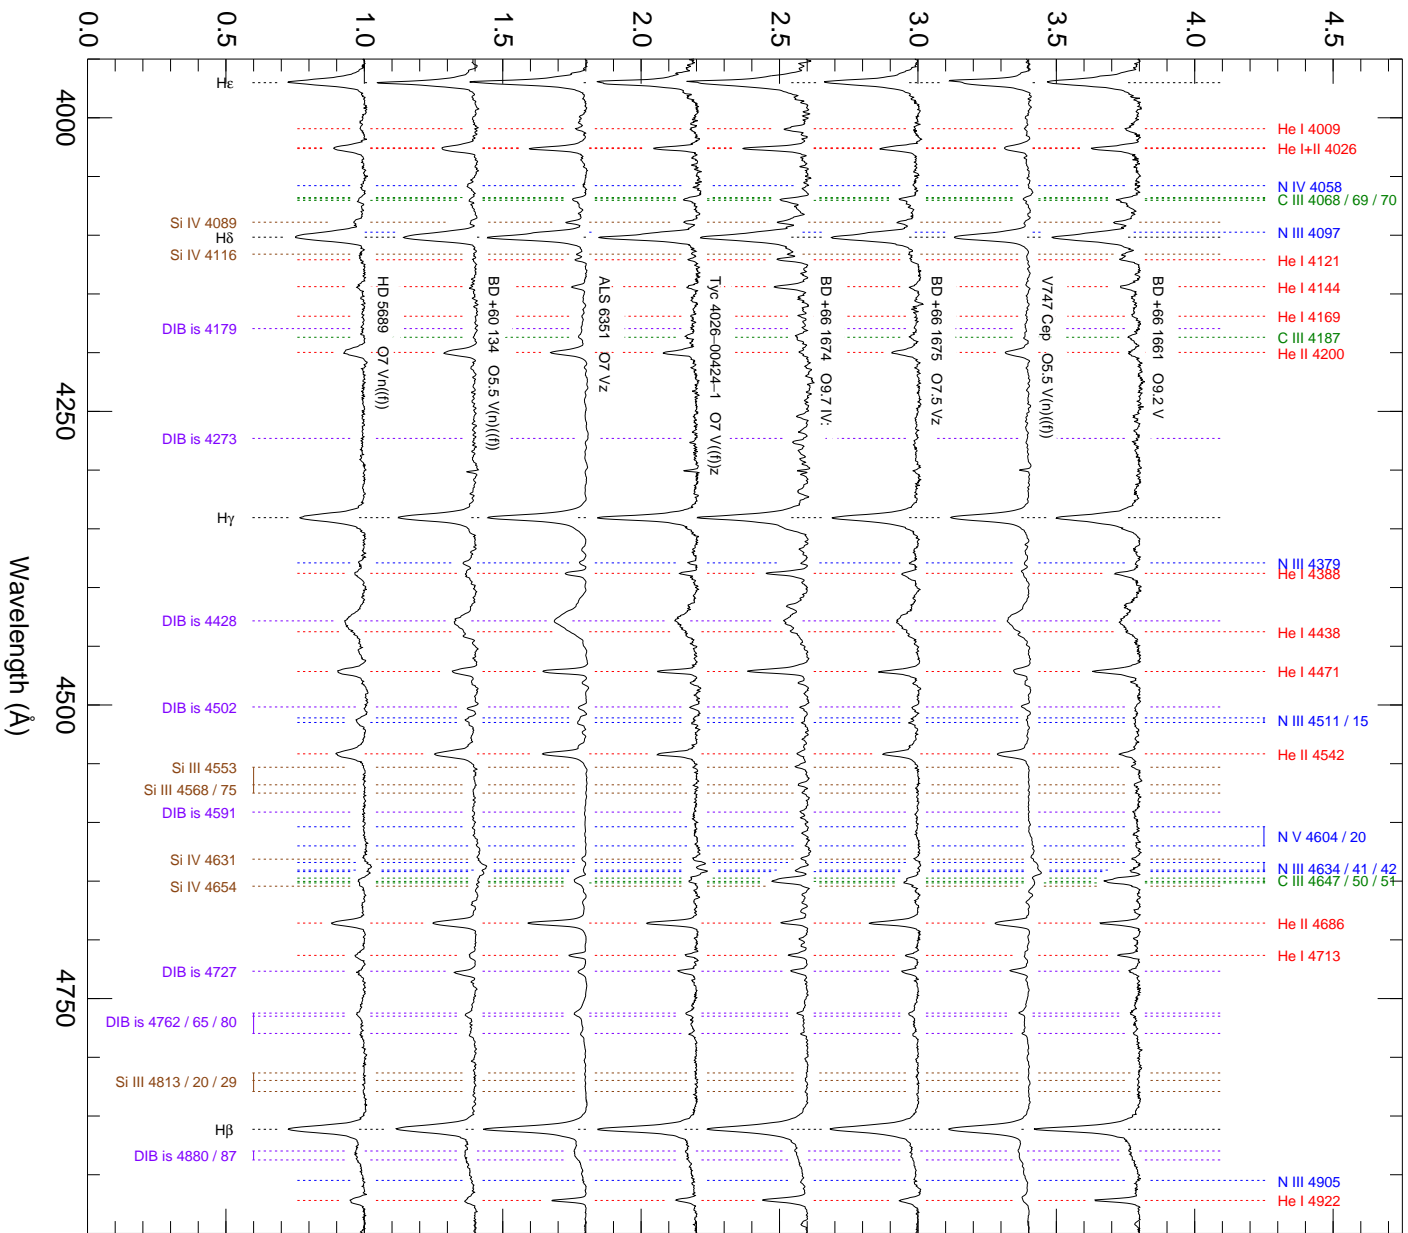 0.0
0.5
1.0
1.5
2.0
2.5
3.0
3.5
4.0
4.5
4000
4250
4500
4750
Wavelength (Å)
Hε
Si IV 4089
Hδ
Si IV 4116
DIB is 4179
DIB is 4273
Hγ
DIB is 4428
DIB is 4502
Si III 4553
Si III 4568 / 75
DIB is 4591
Si IV 4631
Si IV 4654
DIB is 4727
DIB is 4762 / 65 / 80
Si III 4813 / 20 / 29
Hβ
DIB is 4880 / 87
HD 5689 O7 Vn((f))
BD +60 134 O5.5 V(n)((f))
ALS 6351 O7 Vz
Tyc 4026–00424–1 O7 V((f))z
BD +66 1674 O9.7 IV:
BD +66 1675 O7.5 Vz
V747 Cep O5.5 V(n)((f))
BD +66 1661 O9.2 V
He I 4009
He I+II 4026
N IV 4058
C III 4068 / 69 / 70
N III 4097
He I 4121
He I 4144
He I 4169
C III 4187
He II 4200
N III 4379
He I 4388
He I 4438
He I 4471
N III 4511 / 15
He II 4542
N V 4604 / 20
N III 4634 / 41 / 42
C III 4647 / 50 / 51
He II 4686
He I 4713
N III 4905
He I 4922